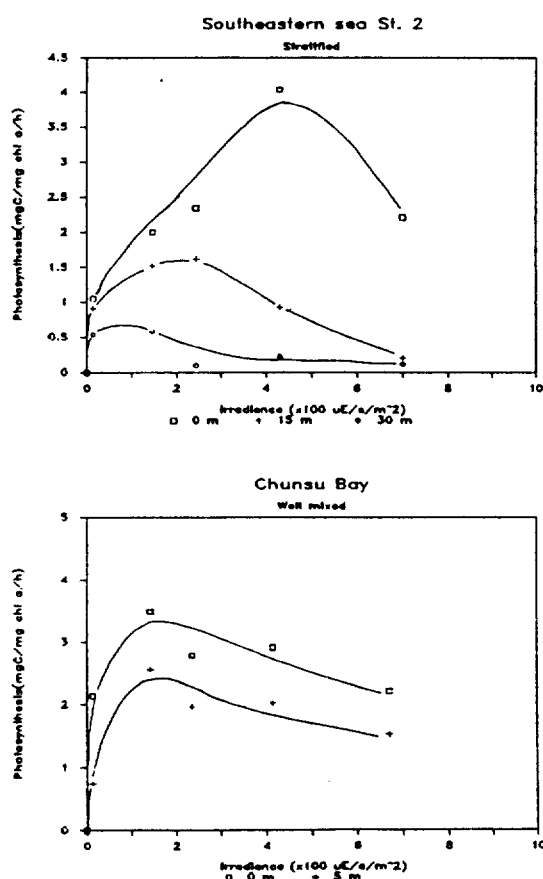 Southeastern sea St. 2
Stratified
Photosynthesis(mgC/mg chl a/h)
4.5
4
3.5
3
2.5
2
1.5
1
0.5
0
0 2 4 6 8 10
Irradiance (x100 uE/s/m^2)
□ 0 m + 15 m ◇ 30 m
Chunsu Bay
Well mixed
Photosynthesis(mgC/mg chl a/h)
5
4
3
2
1
0
0 2 4 6 8 10
Irradiance (x100 uE/s/m^2)
□ 0 m + 5 m